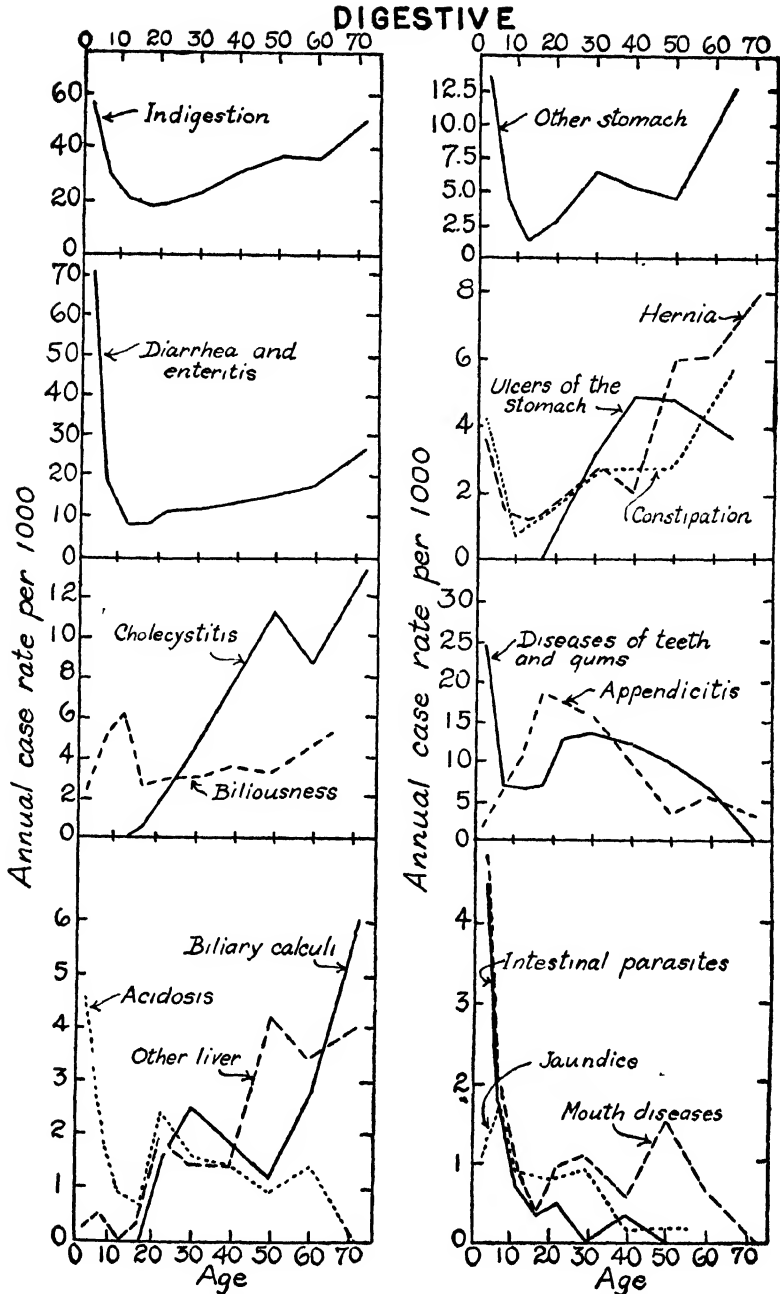 DIGESTIVE
0 10 20 30 40 50 60 70
60
40
20
0
Indigestion
70
60
50
40
30
20
10
0
Diarrhea and
enteritis
Annual case rate per 1000
12
10
8
6
4
2
0
Cholecystitis
Biliousness
6
5
4
3
2
1
0
Biliary calculi
Acidosis
Other liver
0 10 20 30 40 50 60 70
Age
0 10 20 30 40 50 60 70
12.5
10.0
7.5
5.0
2.5
0
Other stomach
8
6
4
2
0
Hernia
Ulcers of the
stomach
Constipation
Annual case rate per 1000
30
25
20
15
10
5
0
Diseases of teeth
and gums
Appendicitis
4
3
2
1
0
Intestinal parasites
Jaundice
Mouth diseases
0 10 20 30 40 50 60 70
Age